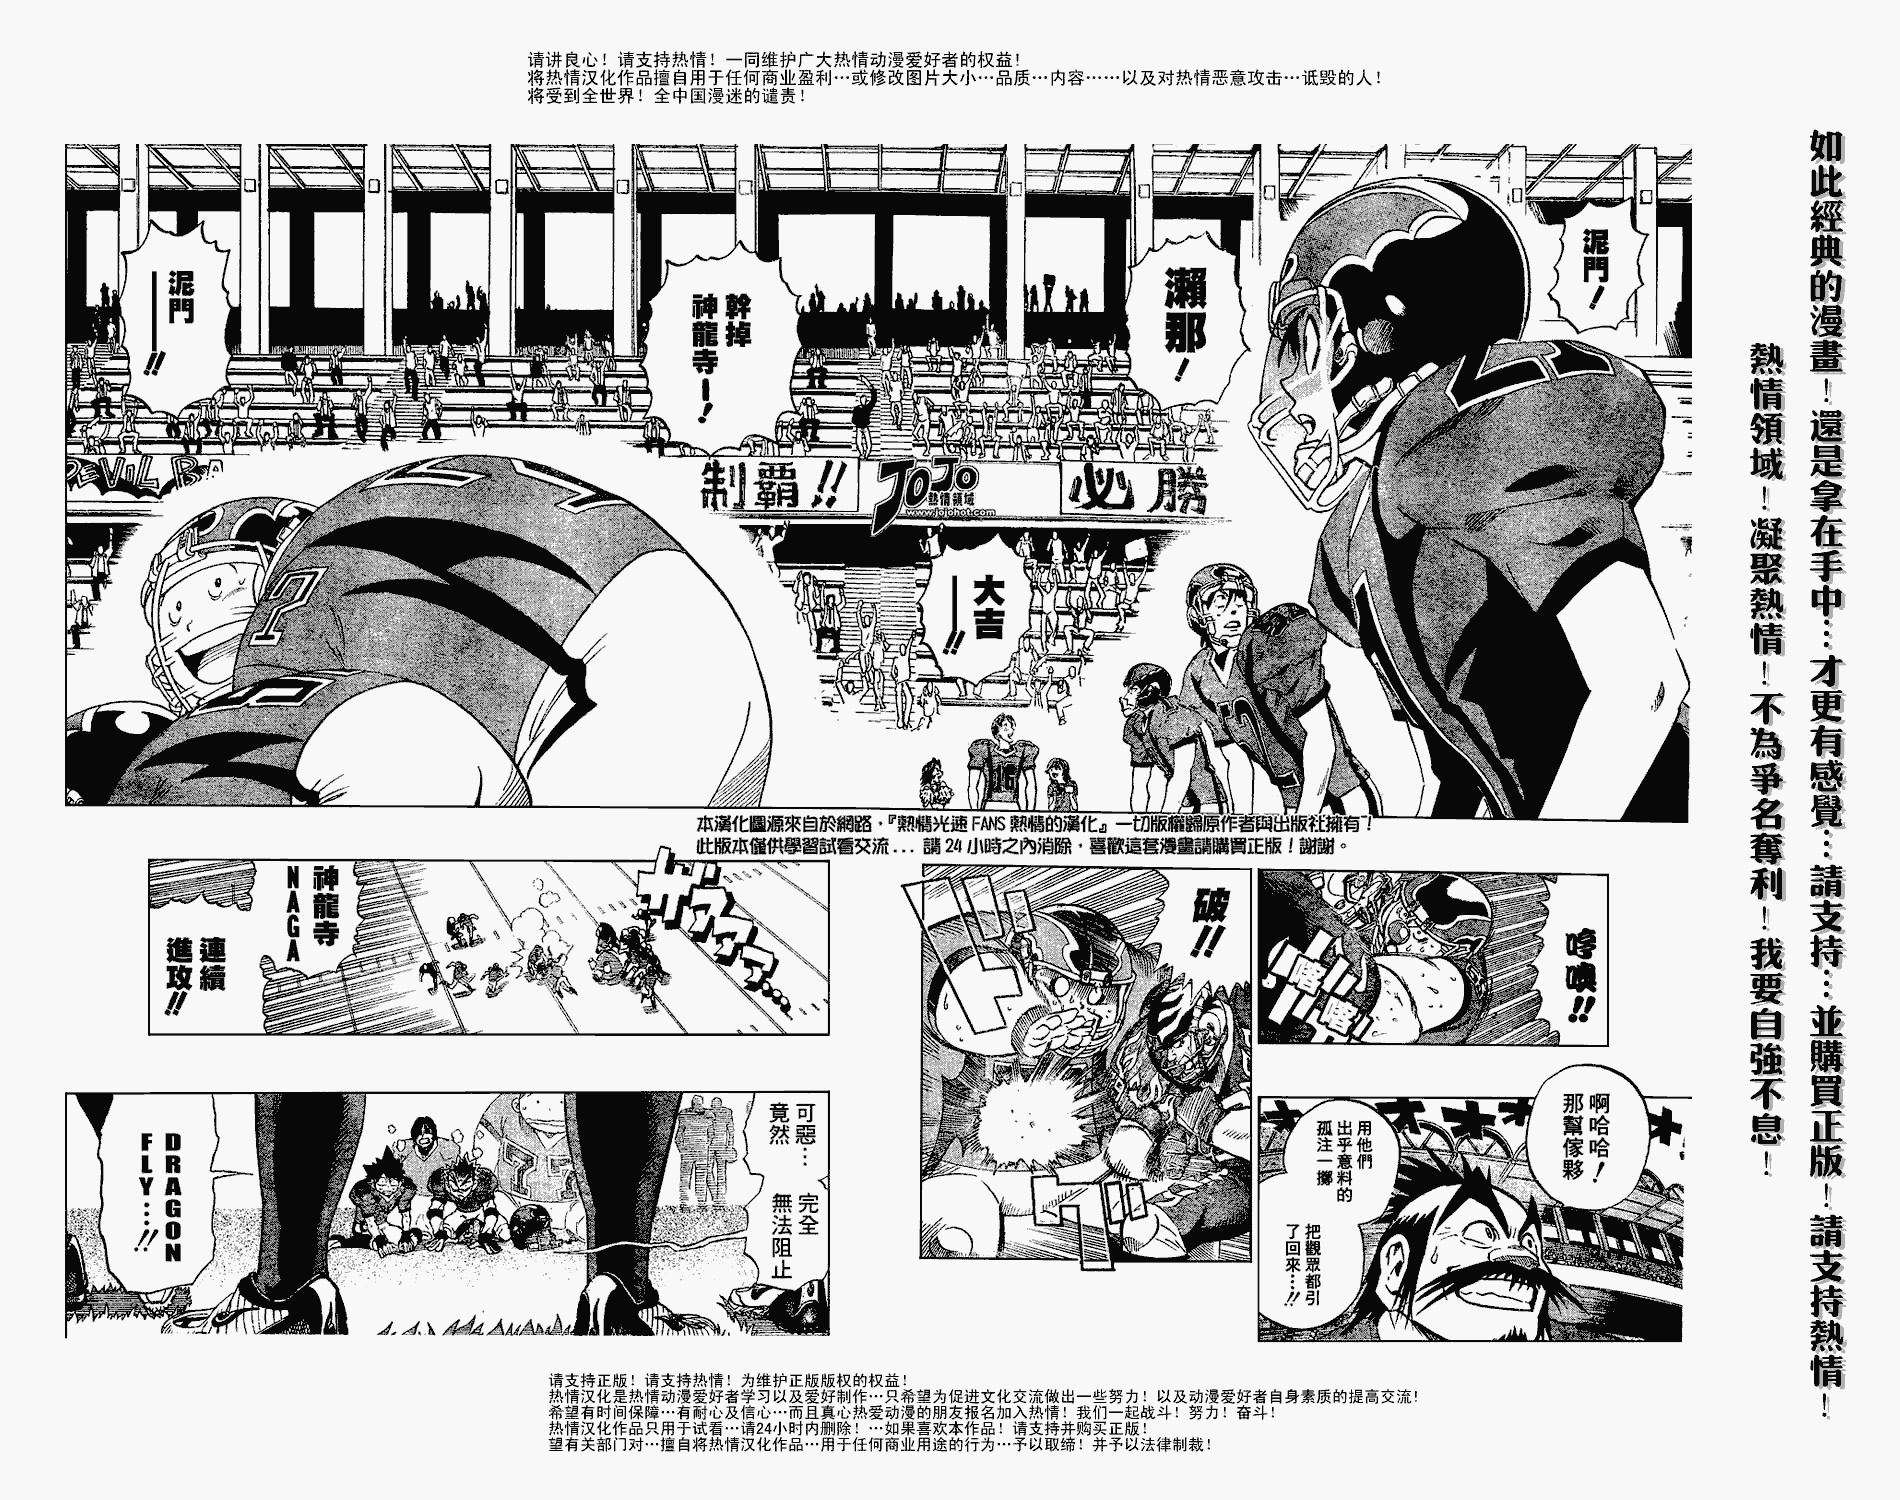 请讲良心！请支持热情！一同维护广大热情动漫爱好者的权益！
将热情汉化作品擅自用于任何商业盈利…或修改图片大小…品质…内容……以及对热情恶意攻击…诋毁的人！
将受到全世界！全中国漫迷的谴责！
如此經典的漫畫！還是拿在手中…才更有感覺…請支持…並購買正版！請支持熱情！
熱情領域！凝聚熱情！不為爭名奪利！我要自強不息！
泥門！
瀨那！
幹掉
神龍寺ー！
泥門
——!!
DEVIL BA
制霸!!
JOJO
熱情領域
www.jojohot.com
必勝
大吉
——!!
16
本漢化圖源來自於網路，『熱情光速FANS熱情的漢化』一切版權歸原作者與出版社擁有！
此版本僅供學習試看交流...請24小時之內消除，喜歡這套漫畫請購買正版！謝謝。
哼噢!!
嚓嚓
破!!
ドゴ
啊哈哈！
那幫傢夥
用他們
出乎意料的
孤注一擲
把觀眾都引
了回來…!!
オオオオ
ザアアア
神龍寺
NAGA
連續
進攻!!
可惡…
竟然
完全
無法阻止
DRAGON
FLY…!!
请支持正版！请支持热情！为维护正版版权的权益！
热情汉化是热情动漫爱好者学习以及爱好制作…只希望为促进文化交流做出一些努力！以及动漫爱好者自身素质的提高交流！
希望有时间保障…有耐心及信心…而且真心热爱动漫的朋友报名加入热情！我们一起战斗！努力！奋斗！
热情汉化作品只用于试看…请24小时内删除！…如果喜欢本作品！请支持并购买正版！
望有关部门对…擅自将热情汉化作品…用于任何商业用途的行为…予以取缔！并予以法律制裁！